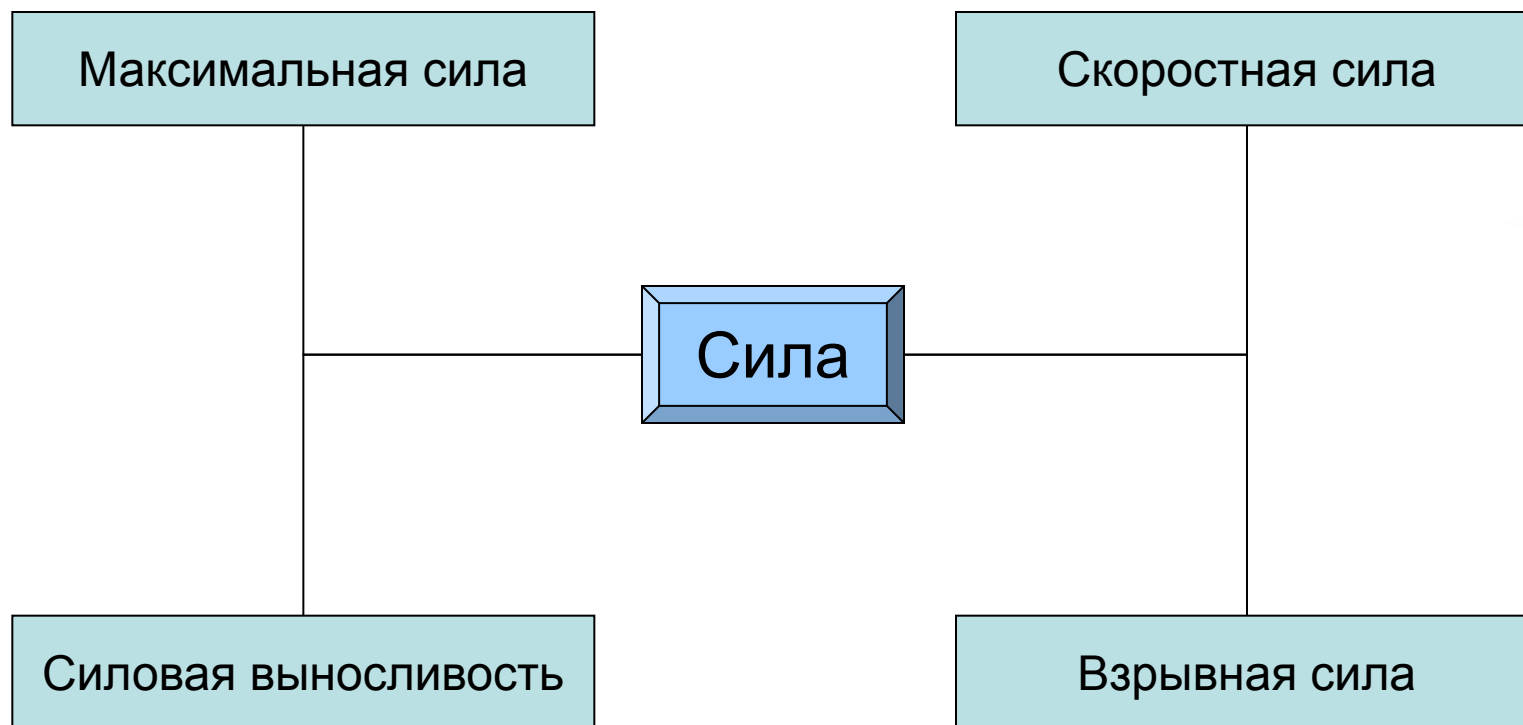 Максимальная сила
Скоростная сила
Сила
Силовая выносливость
Взрывная сила